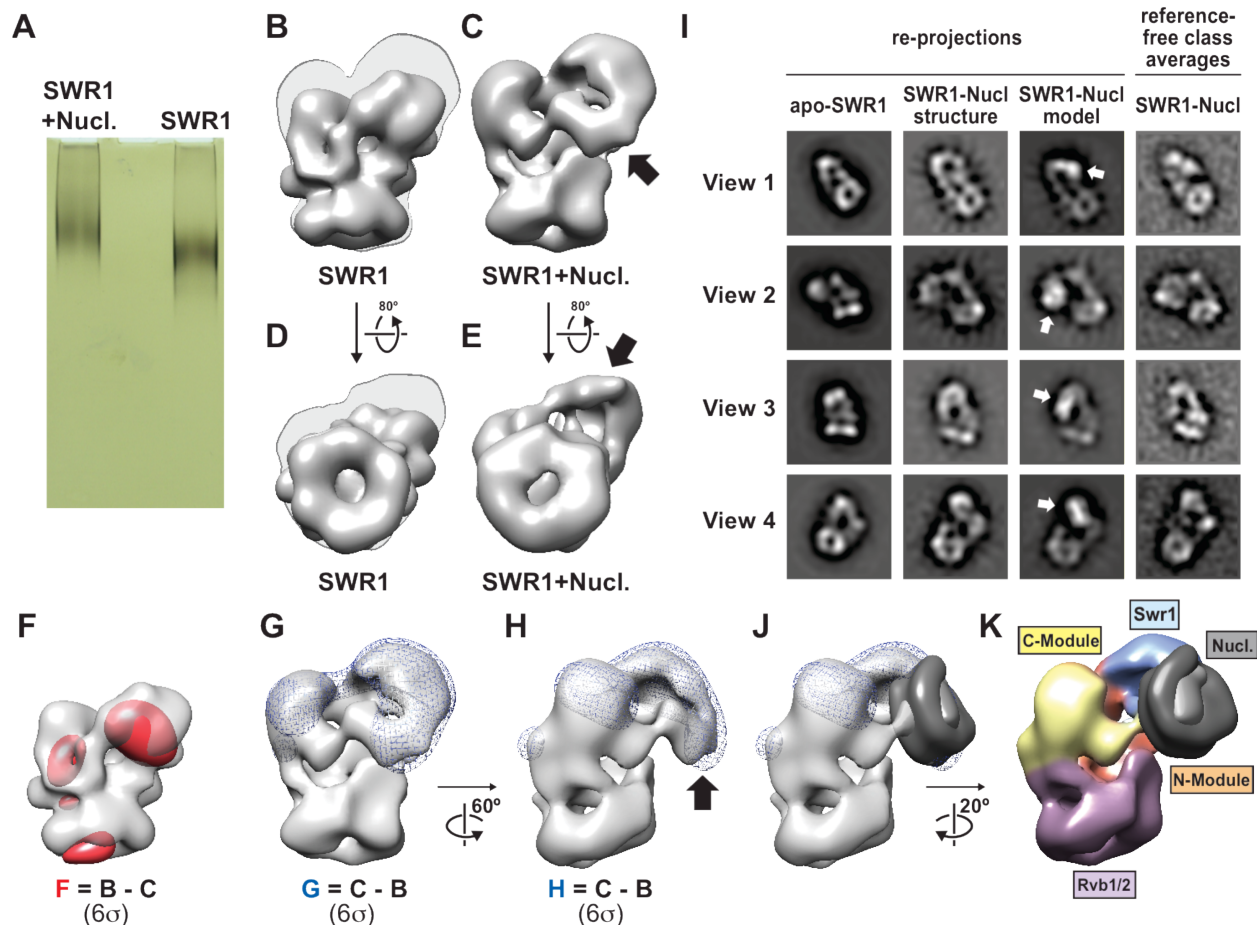 A
SWR1
+Nucl.
SWR1
B
C
SWR1
SWR1+Nucl.
80°
80°
D
E
SWR1
SWR1+Nucl.
I
re-projections
reference-
free class
averages
apo-SWR1
SWR1-Nucl
structure
SWR1-Nucl
model
SWR1-Nucl
View 1
View 2
View 3
View 4
F
F = B - C
(6σ)
G
G = C - B
(6σ)
60°
H
H = C - B
(6σ)
J
20°
K
Swr1
C-Module
Nucl.
N-Module
Rvb1/2